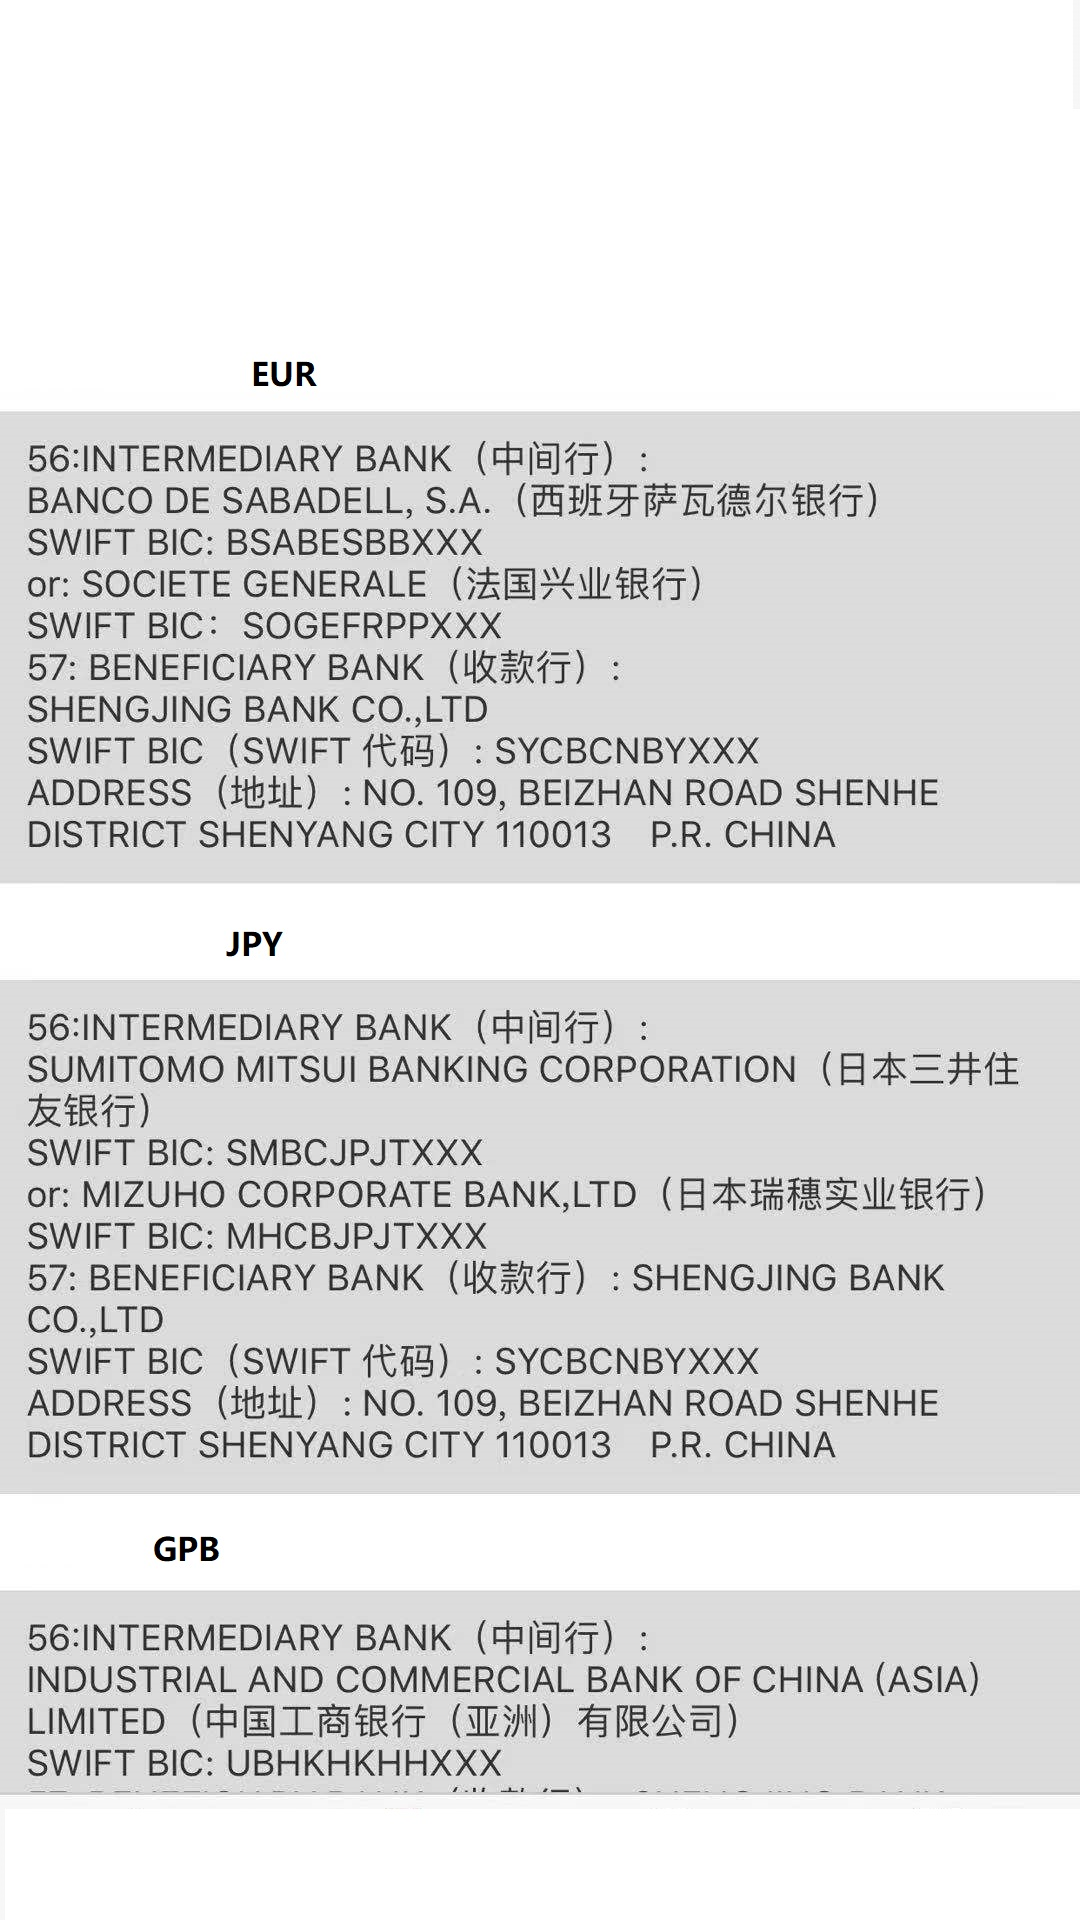 EUR
56:INTERMEDIARY BANK（中间行）:
BANCO DE SABADELL, S.A.（西班牙萨瓦德尔银行）
SWIFT BIC: BSABESBBXXX
or: SOCIETE GENERALE（法国兴业银行）
SWIFT BIC：SOGEFRPPXXX
57: BENEFICIARY BANK（收款行）:
SHENGJING BANK CO.,LTD
SWIFT BIC（SWIFT 代码）: SYCBCNBYXXX
ADDRESS（地址）: NO. 109, BEIZHAN ROAD SHENHE
DISTRICT SHENYANG CITY 110013 P.R. CHINA
JPY
56:INTERMEDIARY BANK（中间行）:
SUMITOMO MITSUI BANKING CORPORATION（日本三井住
友银行）
SWIFT BIC: SMBCJPJTXXX
or: MIZUHO CORPORATE BANK,LTD（日本瑞穗实业银行）
SWIFT BIC: MHCBJPJTXXX
57: BENEFICIARY BANK（收款行）: SHENGJING BANK
CO.,LTD
SWIFT BIC（SWIFT 代码）: SYCBCNBYXXX
ADDRESS（地址）: NO. 109, BEIZHAN ROAD SHENHE
DISTRICT SHENYANG CITY 110013 P.R. CHINA
GPB
56:INTERMEDIARY BANK（中间行）:
INDUSTRIAL AND COMMERCIAL BANK OF CHINA (ASIA)
LIMITED（中国工商银行（亚洲）有限公司）
SWIFT BIC: UBHKHKHHXXX